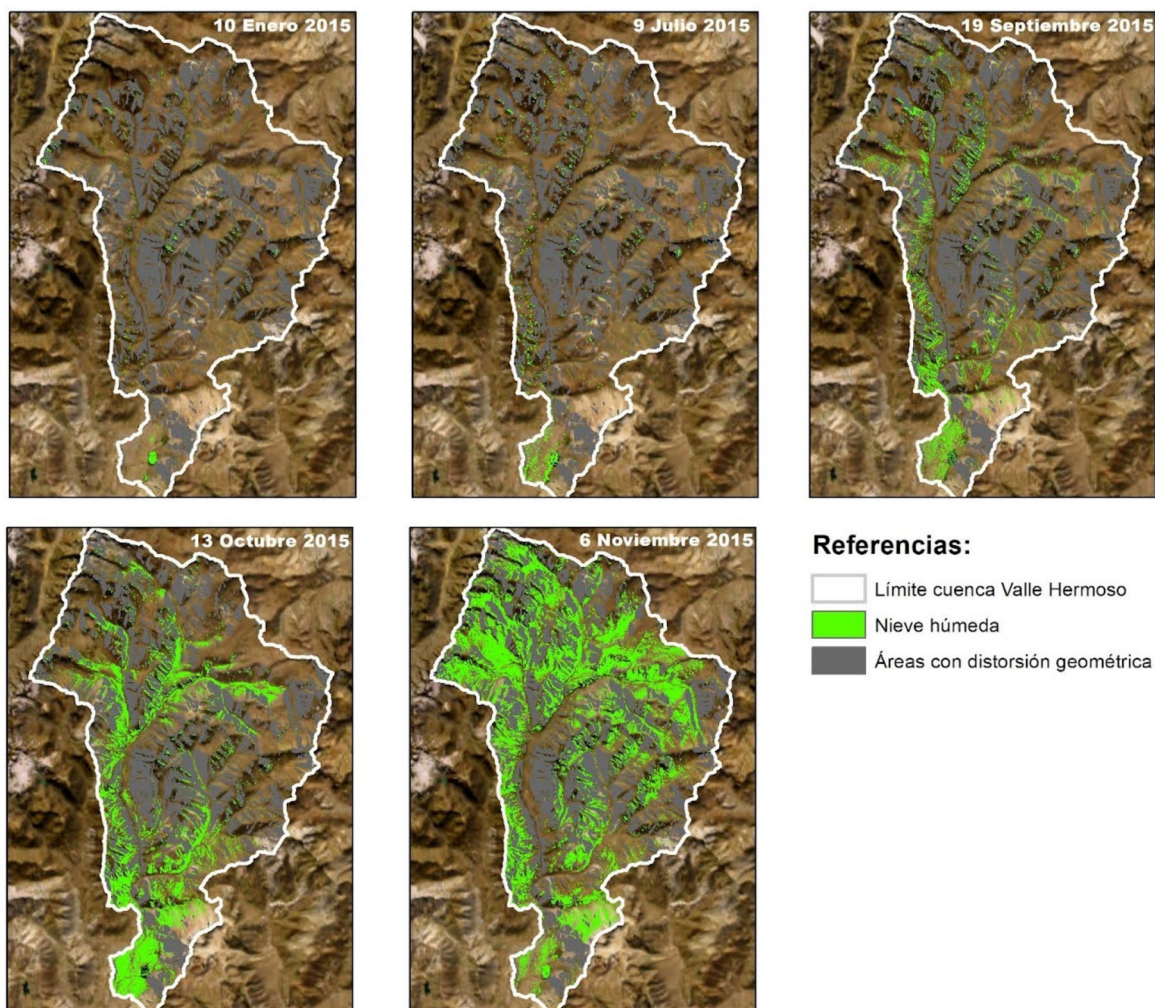 10 Enero 2015
9 Julio 2015
19 Septiembre 2015
13 Octubre 2015
6 Noviembre 2015
Referencias:
Límite cuenca Valle Hermoso
Nieve húmeda
Áreas con distorsión geométrica